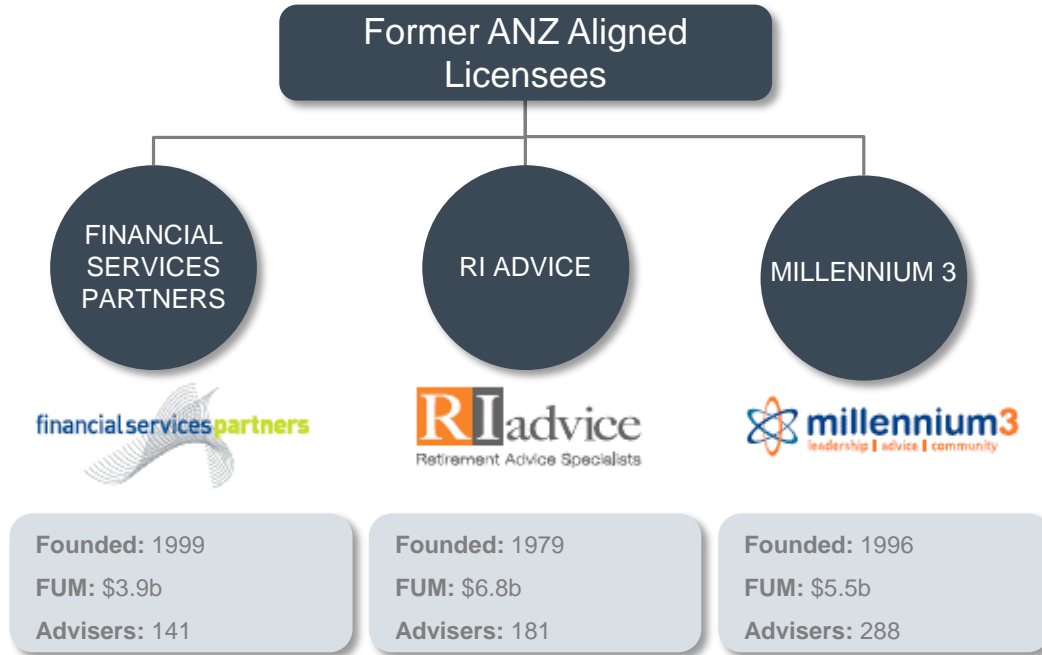 Former ANZ Aligned
Licensees
FINANCIAL
SERVICES
PARTNERS
RI ADVICE
MILLENNIUM 3
financialservicespartners
RIadvice
Retirement Advice Specialists
millennium3
leadership | advice | community
Founded: 1999
FUM: $3.9b
Advisers: 141
Founded: 1979
FUM: $6.8b
Advisers: 181
Founded: 1996
FUM: $5.5b
Advisers: 288